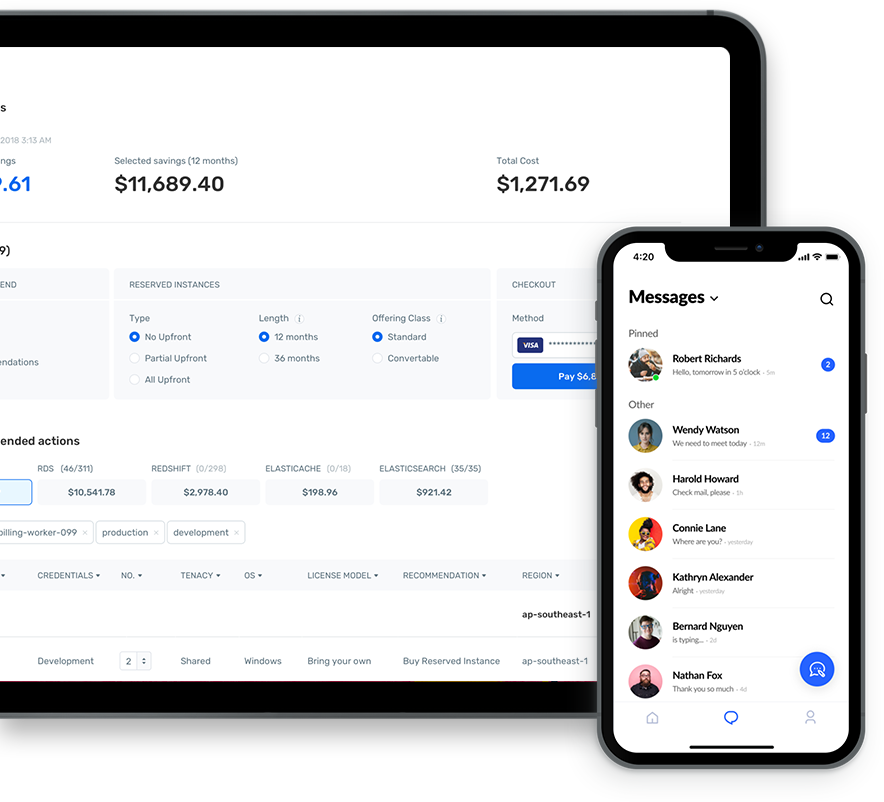 s
2018 3:13 AM
ngs
Selected savings (12 months)
Total Cost
9.61
$11,689.40
$1,271.69
9)
END
RESERVED INSTANCES
CHECKOUT
Type
Length
Offering Class
Method
No Upfront
12 months
Standard
VISA ************
Partial Upfront
36 months
Convertable
endations
All Upfront
Pay $6,8
ended actions
RDS (46/311)
REDSHIFT (0/298)
ELASTICACHE (0/18)
ELASTICSEARCH (35/35)
$10,541.78
$2,978.40
$198.96
$921.42
billing-worker-099 ×
production ×
development ×
CREDENTIALS
NO.
TENACY
OS
LICENSE MODEL
RECOMMENDATION
REGION
ap-southeast-1
Development
2
Shared
Windows
Bring your own
Buy Reserved Instance
ap-southeast-1
4:20
Messages
Pinned
Robert Richards
Hello, tomorrow in 5 o'clock - 5m
2
Other
Wendy Watson
We need to meet today - 12m
12
Harold Howard
Check mail, please - 1h
Connie Lane
Where are you? - yesterday
Kathryn Alexander
Alright - yesterday
Bernard Nguyen
is typing... - 2d
Nathan Fox
Thank you so much - 4d